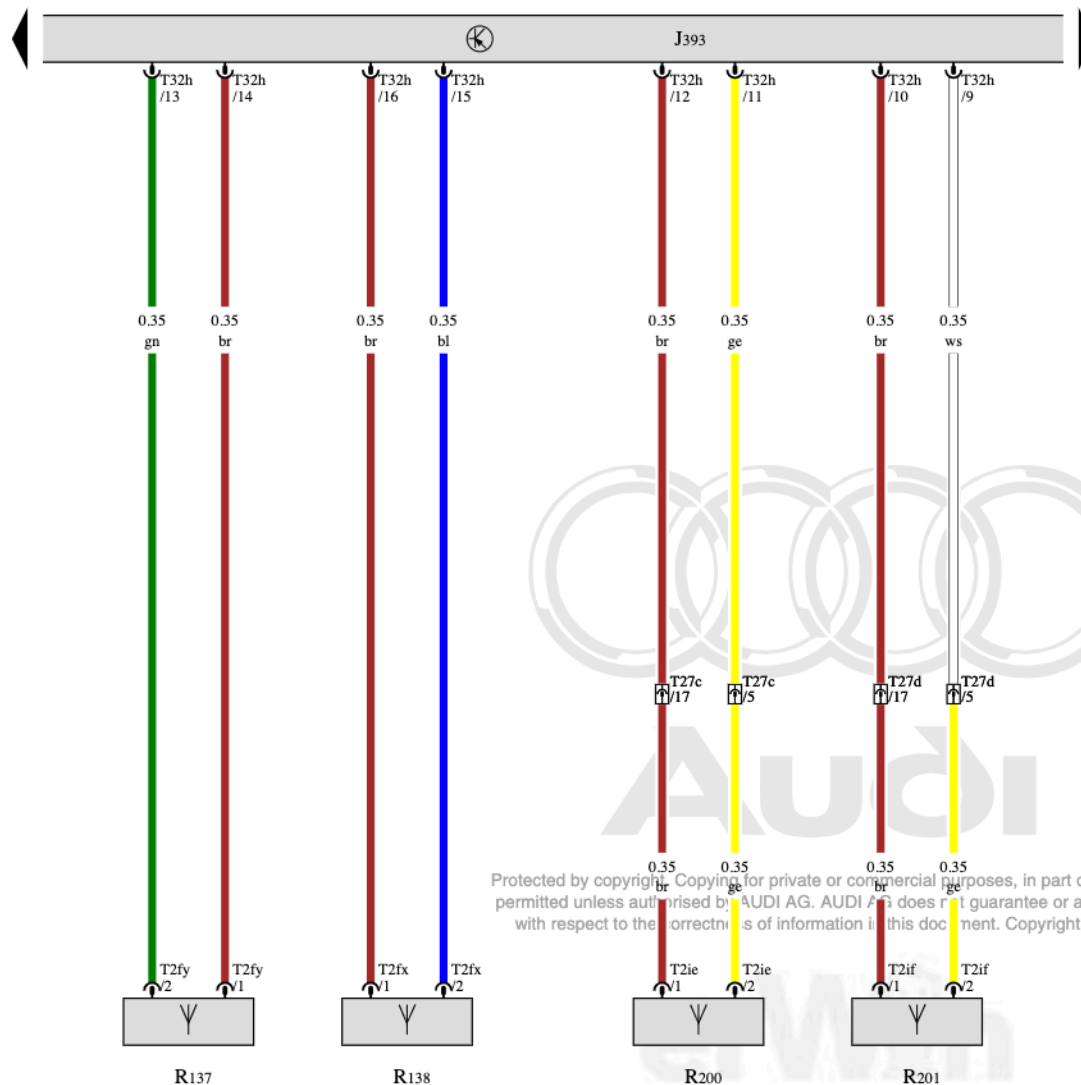 J393
T32h T32h T32h T32h T32h T32h T32h T32h
/13 /14 /16 /15 /12 /11 /10 /9
0.35 0.35 0.35 0.35 0.35 0.35 0.35 0.35
gn br br bl br ge br ws
T27c T27c T27d T27d
/17 /5 /17 /5
Audi
0.35 0.35 0.35 0.35
br ge br ge
Protected by copyright. Copying for private or commercial purposes, in part
permitted unless authorised by AUDI AG. AUDI AG does not guarantee or
with respect to the correctness of information in this document. Copyright
T2fy T2fy T2fx T2fx T2ie T2ie T2if T2if
/2 /1 /1 /2 /1 /2 /1 /2
erWin
R137 R138 R200 R201